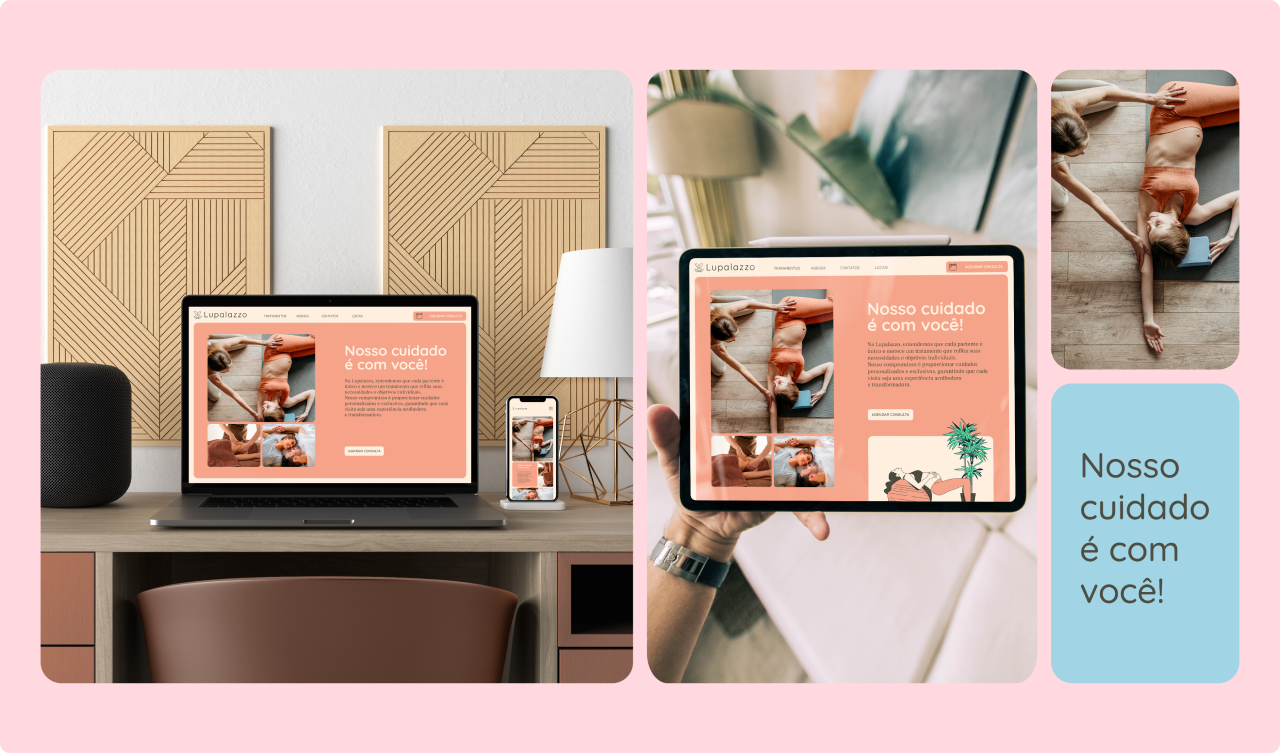 Lupalazzo
TRATAMENTOS
AGENDA
CONTATOS
LOCAL
AGENDAR CONSULTA
Nosso cuidado
é com você!
Na Lupalazzo, entendemos que cada paciente é
único e merece um tratamento que reflita suas
necessidades e objetivos individuais.
Nosso compromisso é proporcionar cuidados
personalizados e exclusivos, garantindo que cada
visita seja uma experiência acolhedora
e transformadora.
AGENDAR CONSULTA
Lupalazzo
TRATAMENTOS
AGENDA
CONTATOS
LOCAL
AGENDAR CONSULTA
Nosso cuidado
é com você!
Na Lupalazzo, entendemos que cada paciente é
único e merece um tratamento que reflita suas
necessidades e objetivos individuais.
Nosso compromisso é proporcionar cuidados
personalizados e exclusivos, garantindo que cada
visita seja uma experiência acolhedora
e transformadora.
AGENDAR CONSULTA
Nosso
cuidado
é com
você!